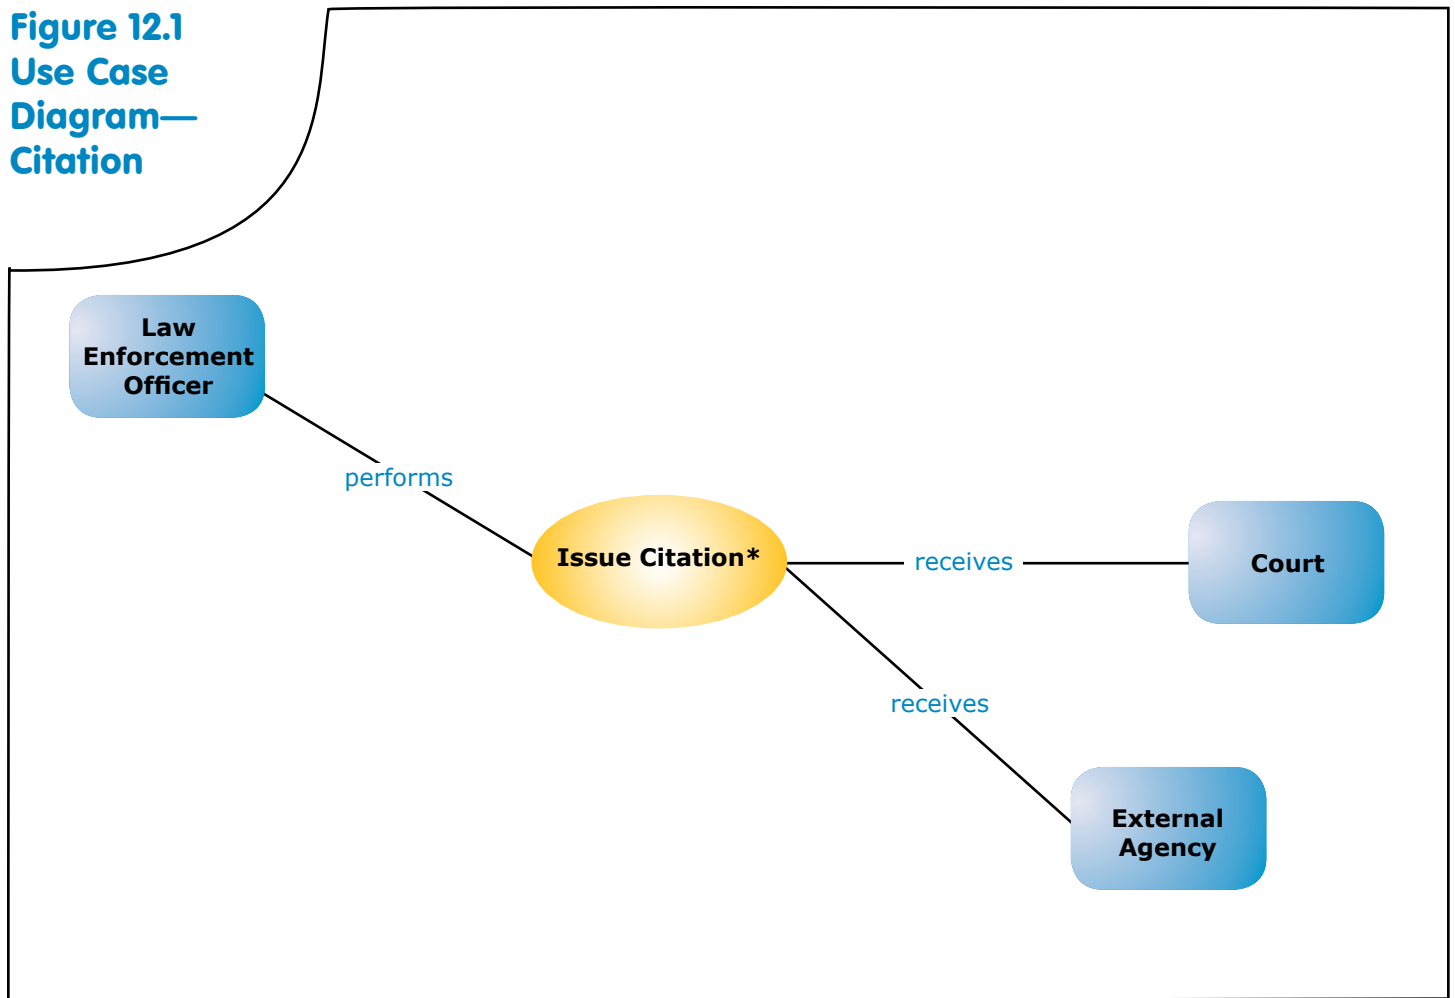 Figure 12.1
Use Case
Diagram—
Citation
Law
Enforcement
Officer
performs
Issue Citation*
receives
Court
receives
External
Agency